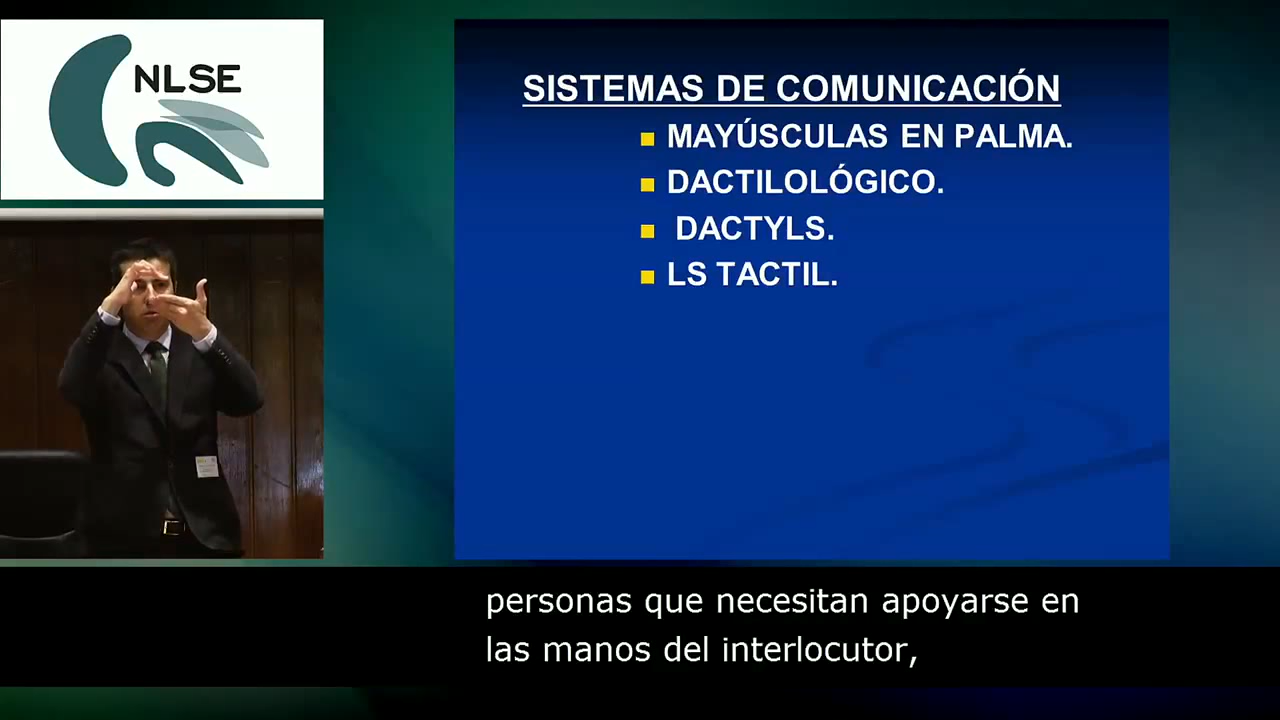 NLSE
SISTEMAS DE COMUNICACIÓN
MAYÚSCULAS EN PALMA.
DACTILOLÓGICO.
DACTYLS.
LS TACTIL.
personas que necesitan apoyarse en
las manos del interlocutor,